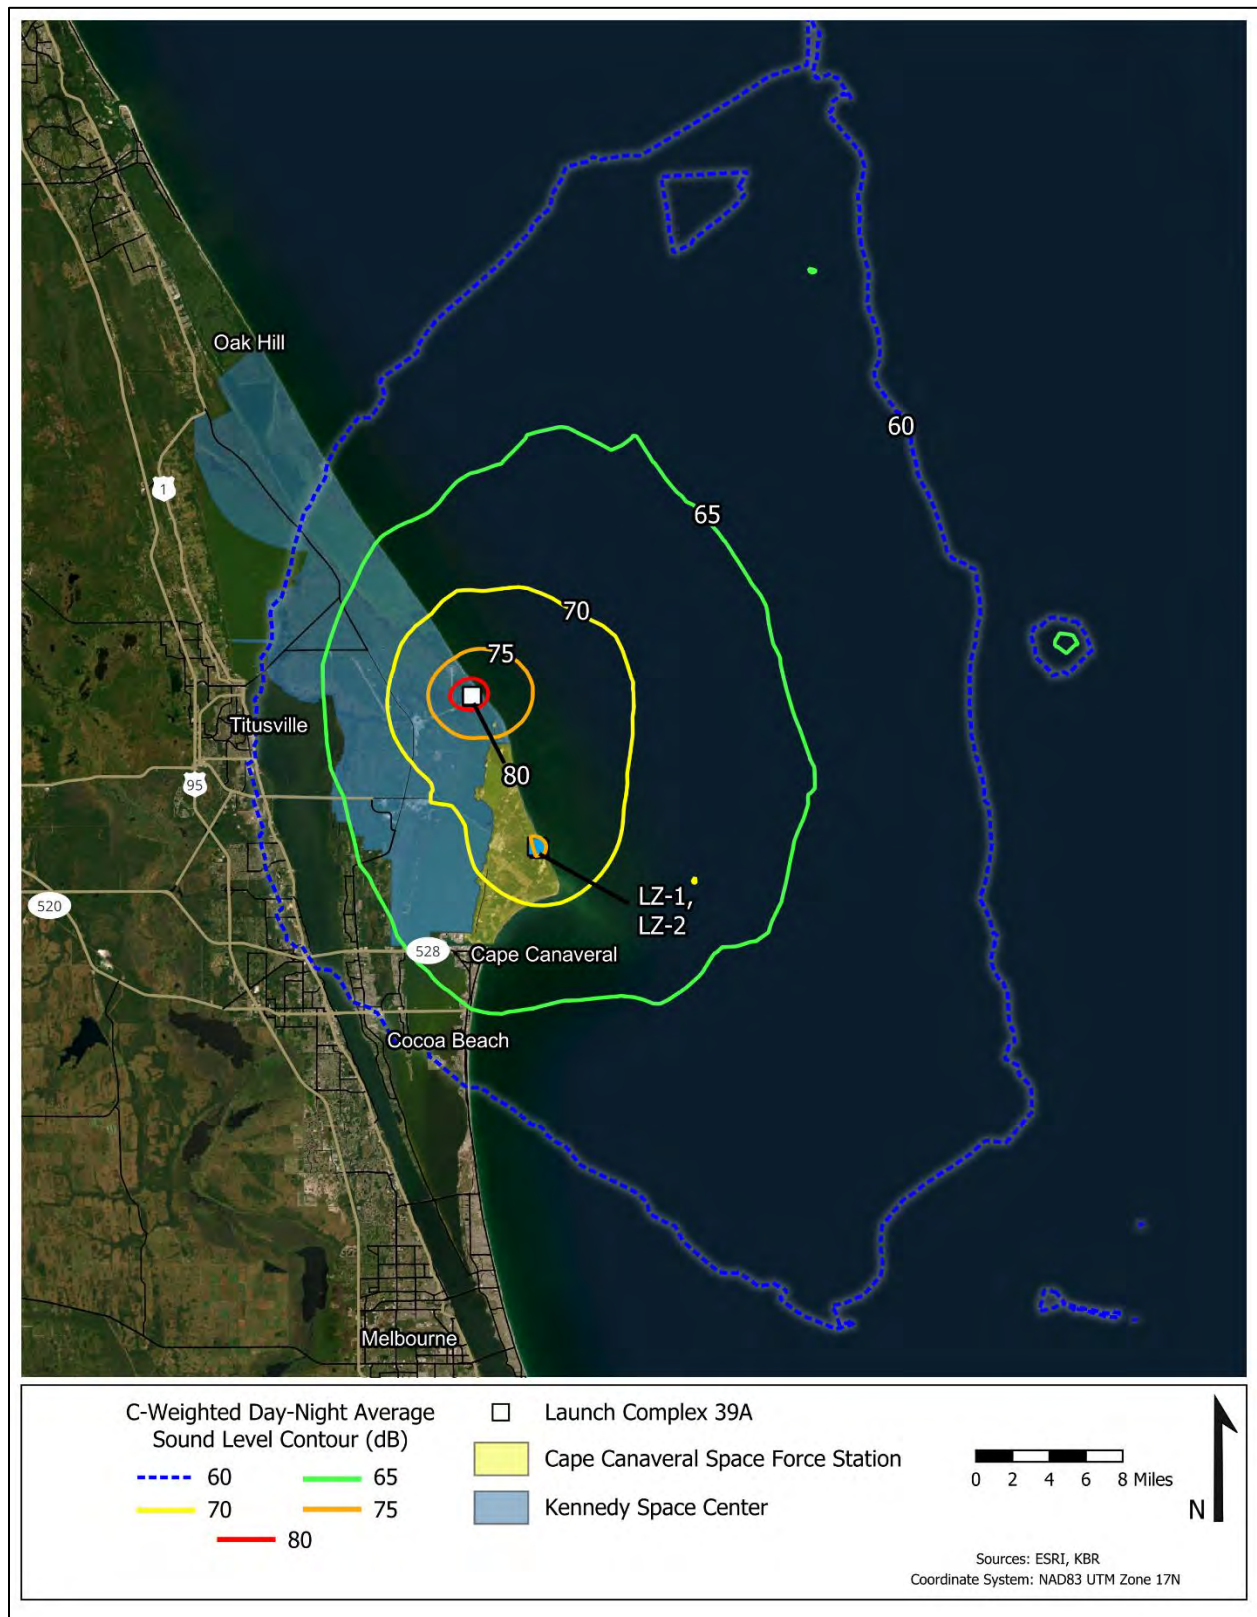 Oak Hill
1
60
65
70
75
Titusville
80
95
LZ-1,
LZ-2
520
528
Cape Canaveral
Cocoa Beach
Melbourne
C-Weighted Day-Night Average
Sound Level Contour (dB)
60
65
70
75
80
Launch Complex 39A
Cape Canaveral Space Force Station
Kennedy Space Center
0 2 4 6 8 Miles
N
Sources: ESRI, KBR
Coordinate System: NAD83 UTM Zone 17N